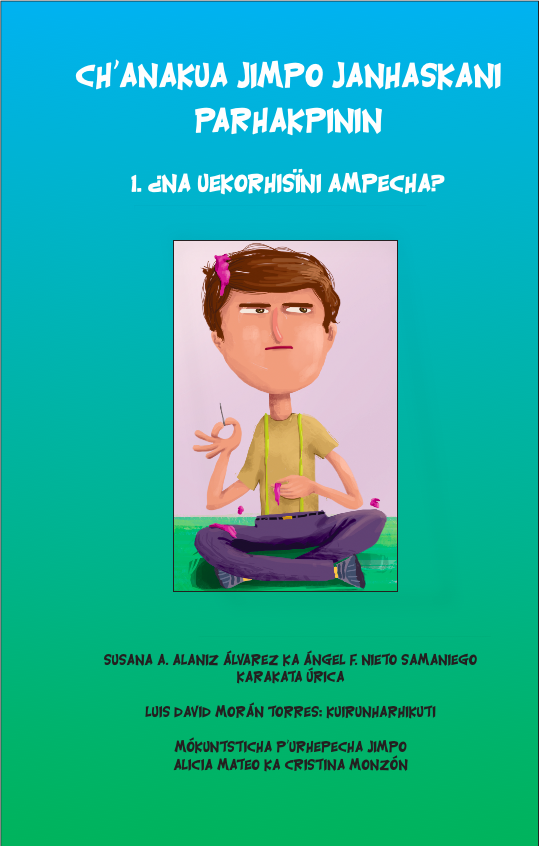 CH'ANAKUA JIMPO JANHASKANI
PARHAKPININ
1. ¿NA UEKORHISÏNI AMPECHA?
SUSANA A. ALANIZ ÁLVAREZ KA ÁNGEL F. NIETO SAMANIEGO
KARAKATA ÚRICA
LUIS DAVID MORÁN TORRES: KUIRUNHARHIKUTI
MÓKUNTSTICHA P'URHEPECHA JIMPO
ALICIA MATEO KA CRISTINA MONZÓN